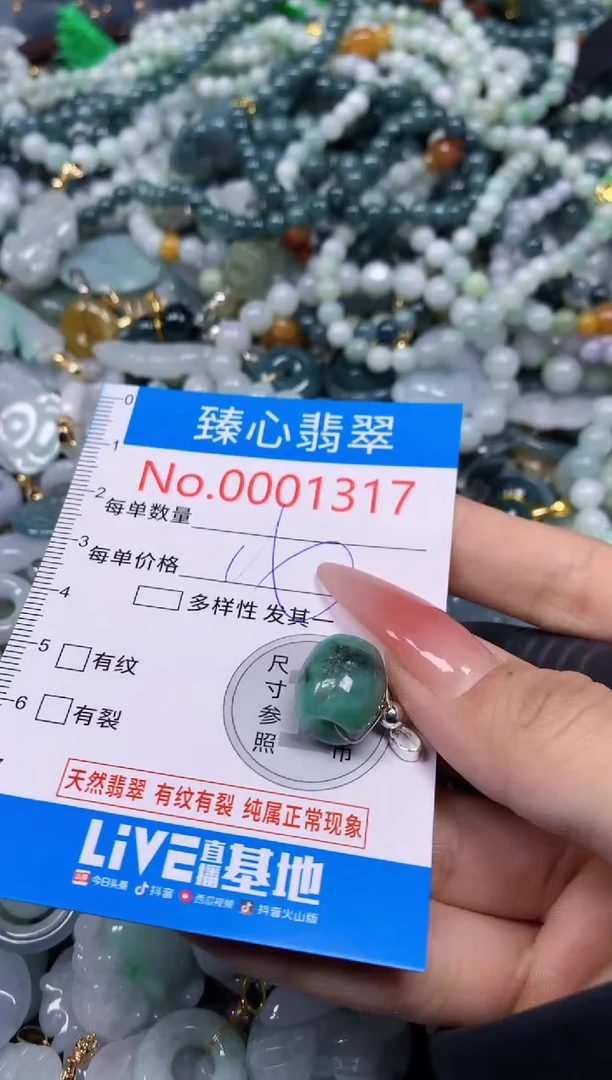 0
臻心翡翠
1
No.0001317
2
每单数量
3
每单价格
4
多样性 发其一
5
有纹
尺寸参照
币
6
有裂
天然翡翠 有纹有裂 纯属正常现象
LiVE直播基地
今日头条 抖音 西瓜视频 抖音火山版